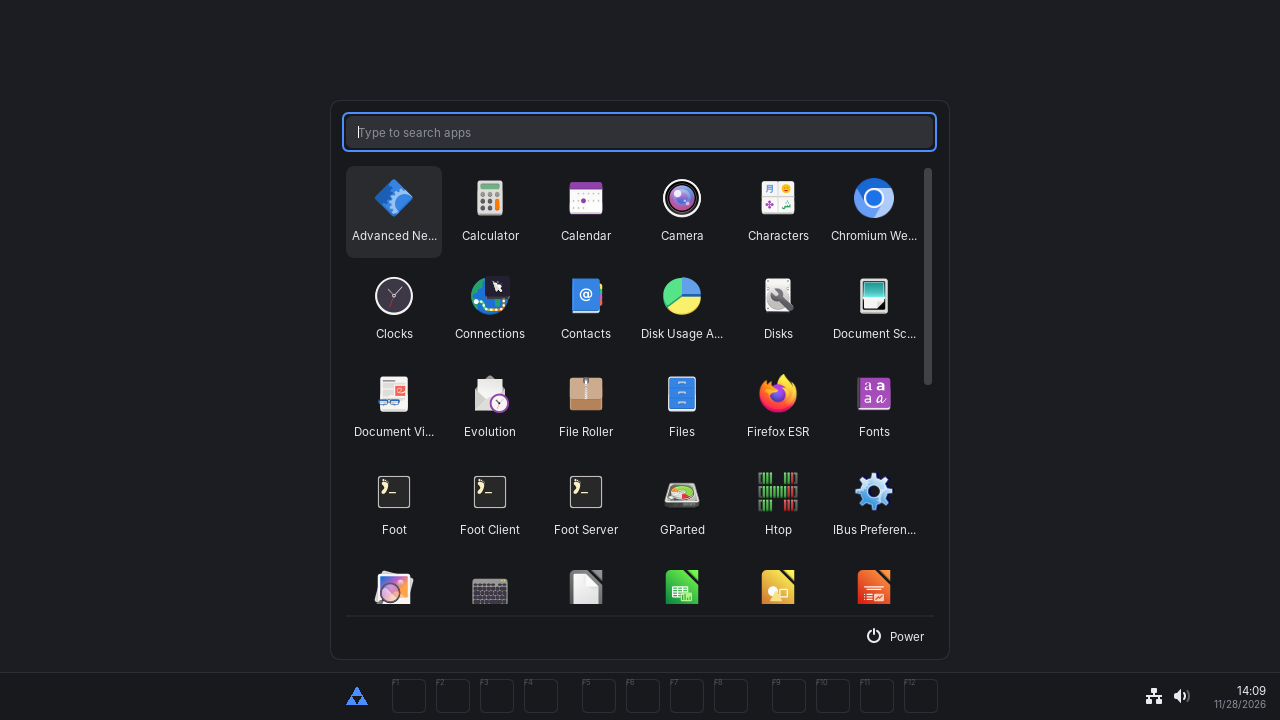 Type to search apps
Advanced Ne... Calculator Calendar Camera Characters Chromium We...
Clocks Connections Contacts Disk Usage A... Disks Document Sc...
Document Vi... Evolution File Roller Files Firefox ESR Fonts
Foot Foot Client Foot Server GParted Htop IBus Preferen...
Power
F1 F2 F3 F4 F5 F6 F7 F8 F9 F10 F11 F12
14:09
11/28/2026